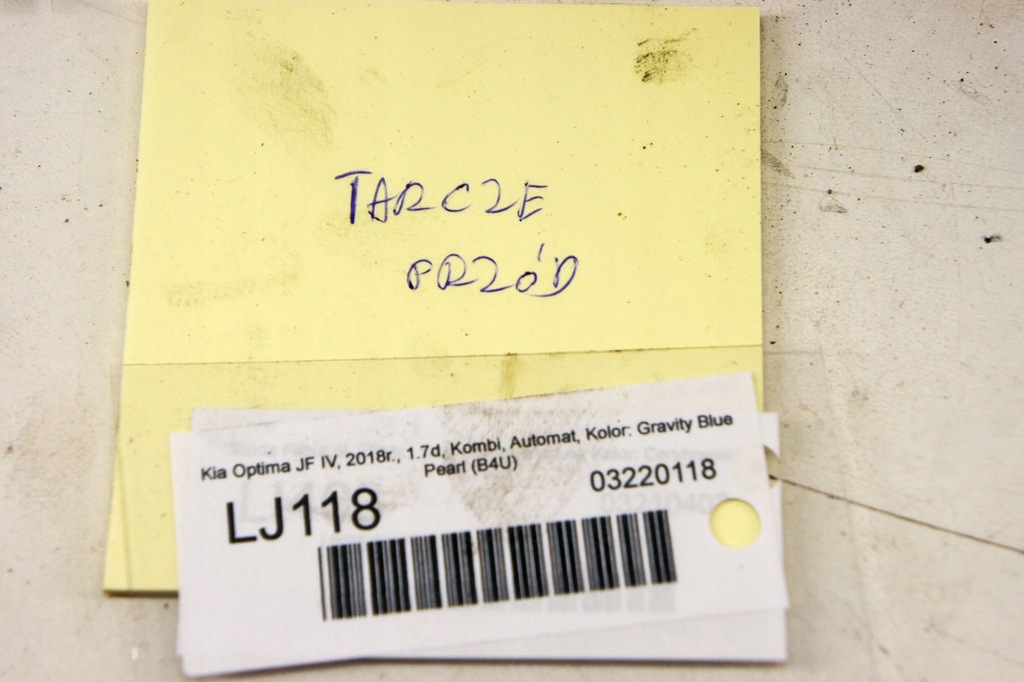 TARCZE
PRZÓD
Kia Optima JF IV, 2018r., 1.7d, Kombi, Automat, Kolor: Gravity Blue
Pearl (B4U)
03220118
LJ118